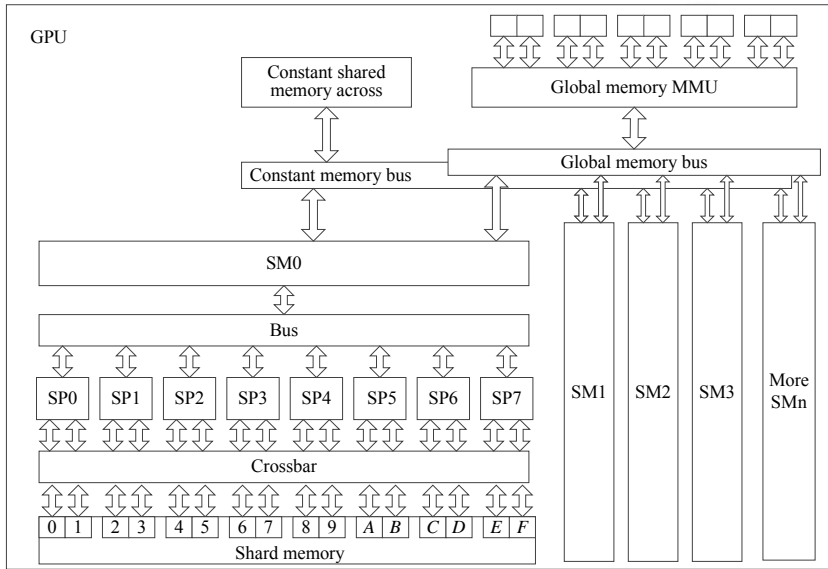 GPU
Constant shared
memory across
Global memory MMU
Global memory bus
Constant memory bus
SM0
Bus
SP0 SP1 SP2 SP3 SP4 SP5 SP6 SP7
SM1 SM2 SM3 More
SMn
Crossbar
0 1 2 3 4 5 6 7 8 9 A B C D E F
Shard memory